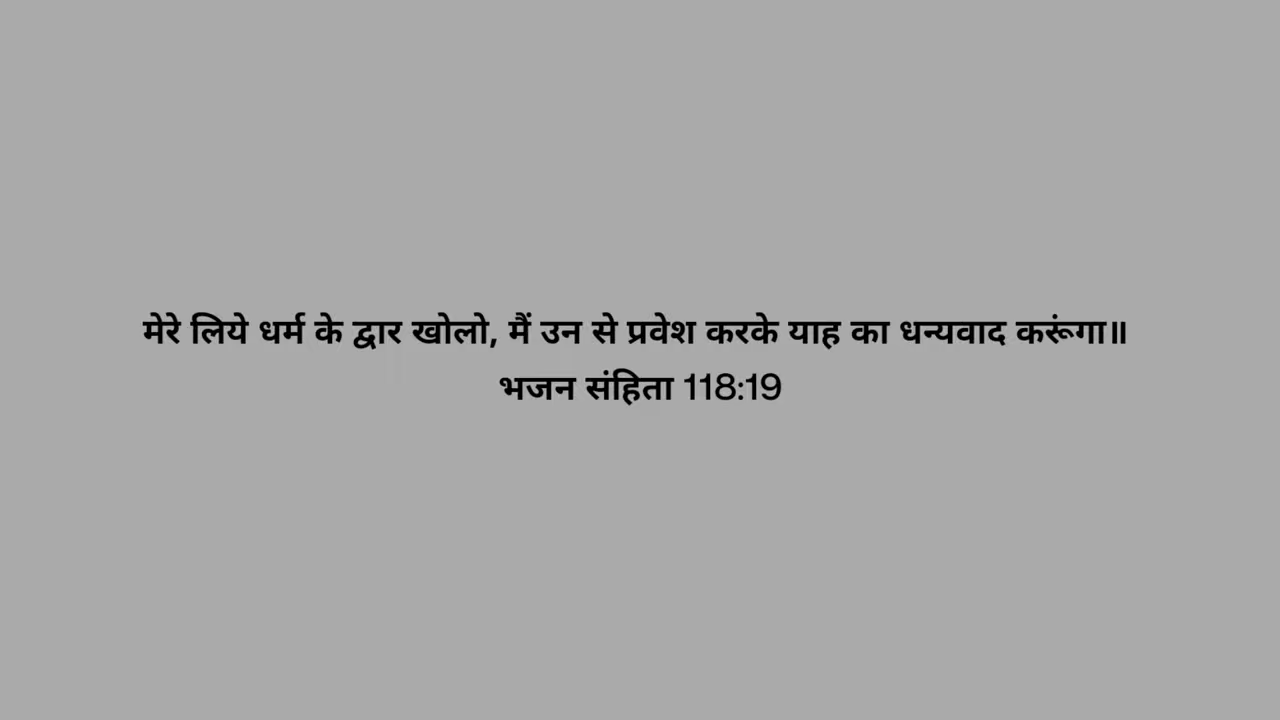 मेरे लिये धर्म के द्वार खोलो, मैं उन से प्रवेश करके याह का धन्यवाद करूंगा॥
भजन संहिता 118:19